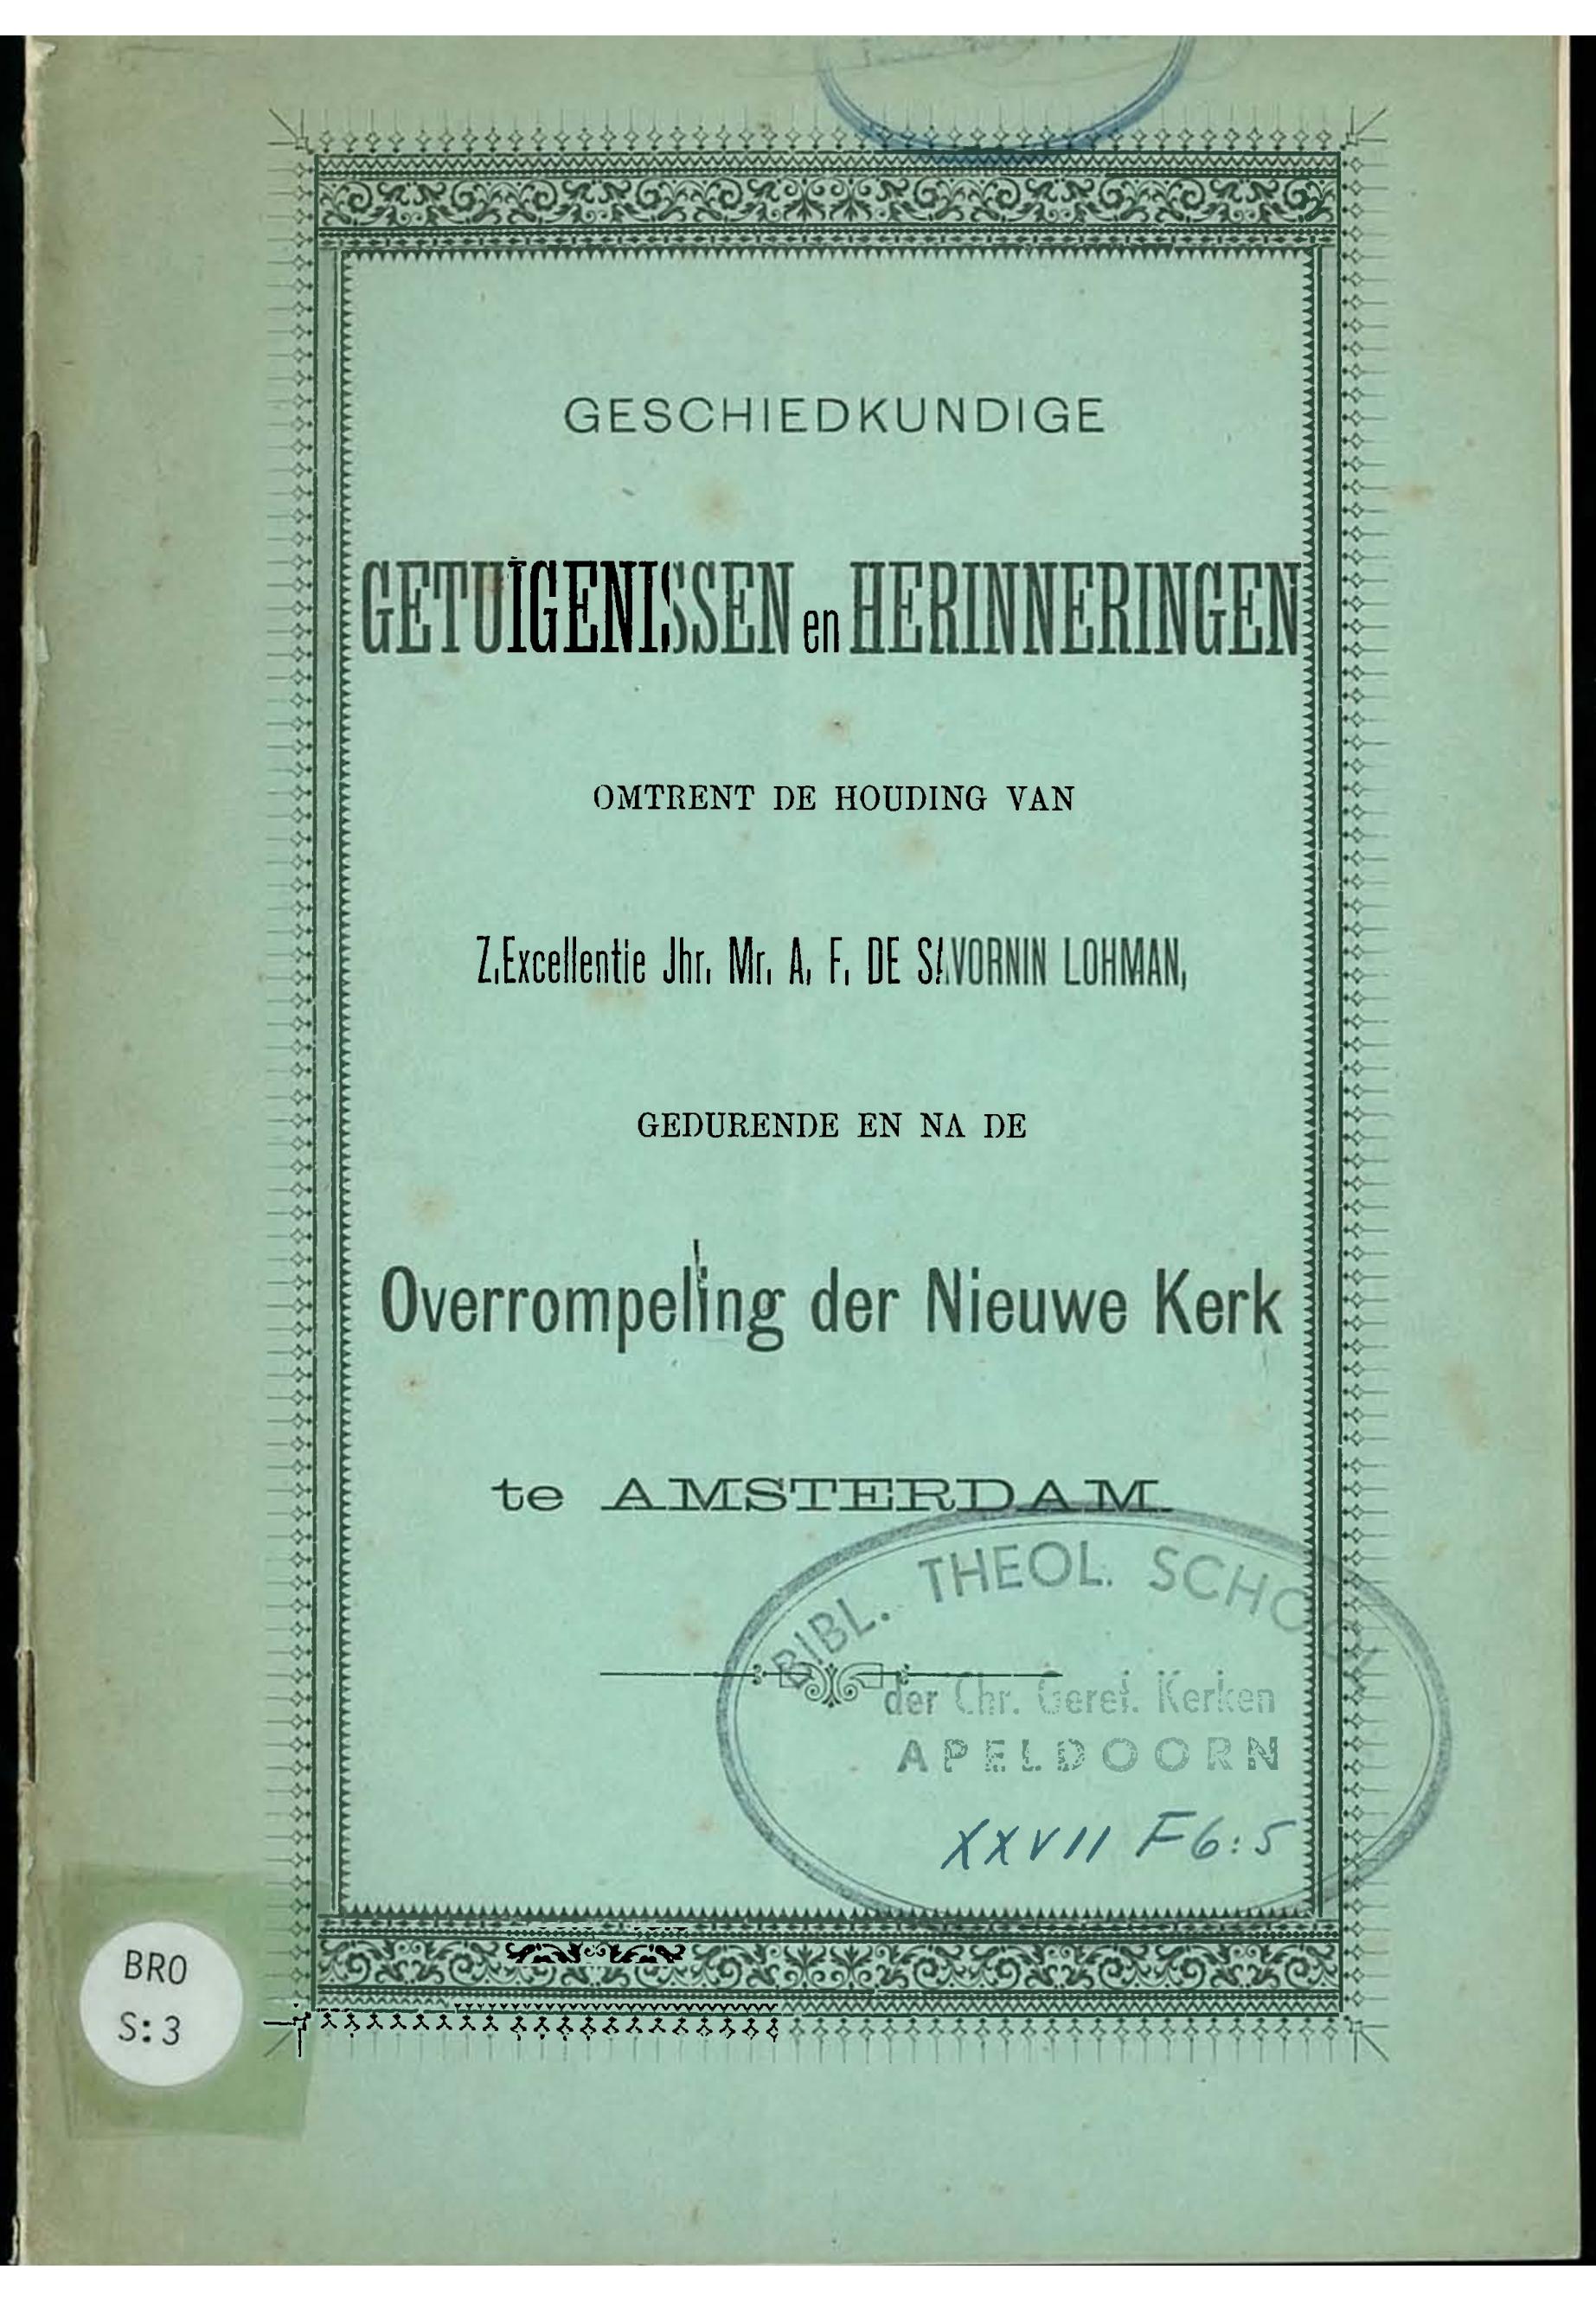 GESCHIEDKUNDIGE
GETUIGENISSEN en HERINNERINGEN
OMTRENT DE HOUDING VAN
Z.Excellentie Jhr. Mr. A. F. DE SAVORNIN LOHMAN,
GEDURENDE EN NA DE
Overrompeling der Nieuwe Kerk
te AMSTERDAM
BIBL. THEOL. SCHOOL
der Chr. Geref. Kerken
APELDOORN
XXVII F6:5
BRO
S:3